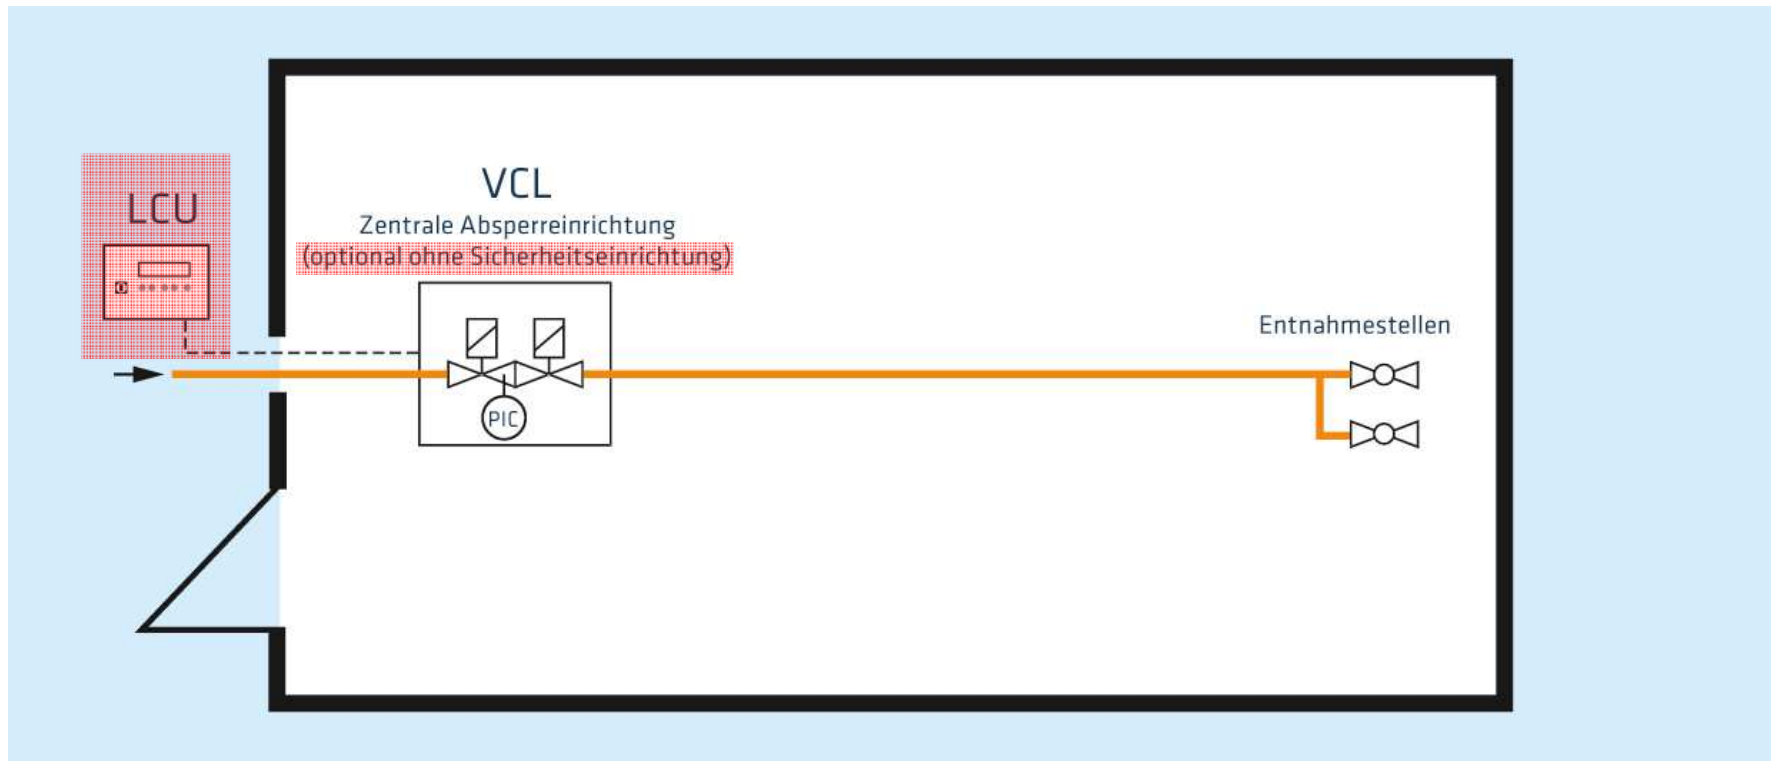 LCU
VCL
Zentrale Absperreinrichtung
(optional ohne Sicherheitseinrichtung)
Entnahmestellen
PIC